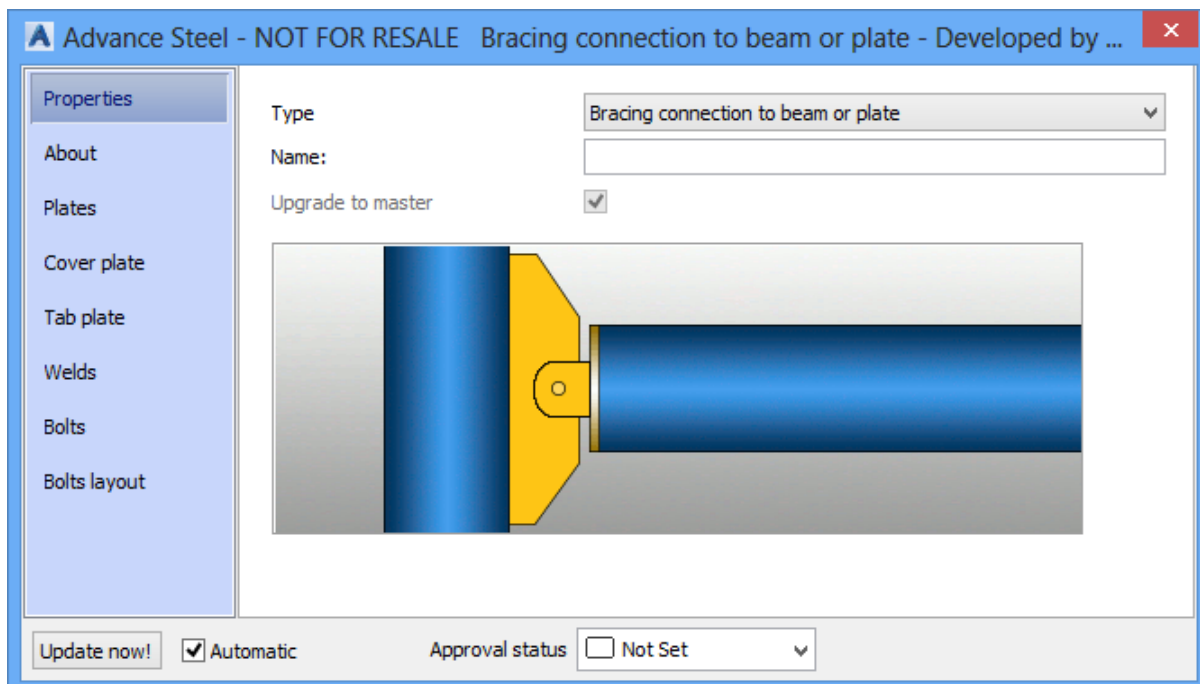 Advance Steel - NOT FOR RESALE Bracing connection to beam or plate - Developed by ...
Properties
About
Plates
Cover plate
Tab plate
Welds
Bolts
Bolts layout
Type Bracing connection to beam or plate
Name:
Upgrade to master
Update now! Automatic Approval status Not Set